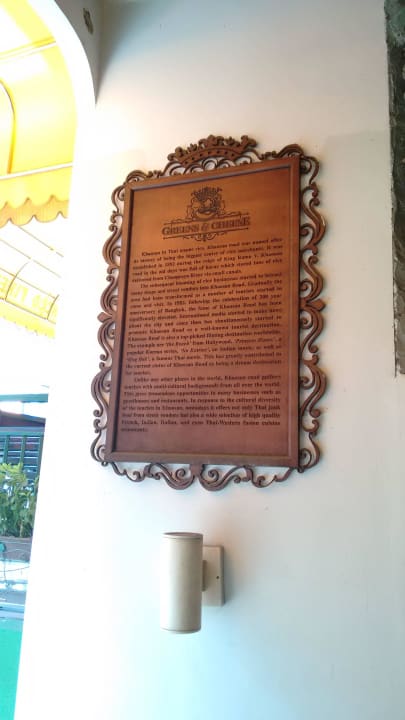 GREENE & CHEENE
Khaosan in Thai means rice. Khaosan road was named after
its history of being the biggest centre of rice merchants. It was
established in 1892 during the reign of King Rama V. Khaosan
road in the old days was full of barns which stored tons of rice
delivered from Chaopraya River via small canals.
The subsequent booming of rice businesses started to attract
many shops and street vendors into Khaosan Road. Gradually the
area had been transformed as a number of tourists started to
come and visit. In 1982, following the celebration of 200 year
anniversary of Bangkok, the fame of Khaosan Road has been
significantly elevated. International media started to make news
about the city and since then has simultaneously started to
promote Khaosan Road as a well-known tourist destination.
Khaosan Road is also a top picked filming destination worldwide.
The example are 'the Beach' from Hollywood,
popular Korean series,
an Indian movie, as well as
a famous Thai movie. This has greatly contributed to
the current status of Khaosan Road as being a dream destination
for tourist.
Unlike any other places in the world, Khaosan road gathers
tourists with multi-cultural backgrounds from all over the world.
This gives tremendous opportunities to many businesses such as
guesthouses and restaurants. In response to the cultural diversity
of the tourists in Khaosan, nowadays it offers not only Thai junk
food from street vendors but also a wide selection of high quality
French, Indian, Italian, and even Thai-Western fusion cuisine
restaurants.